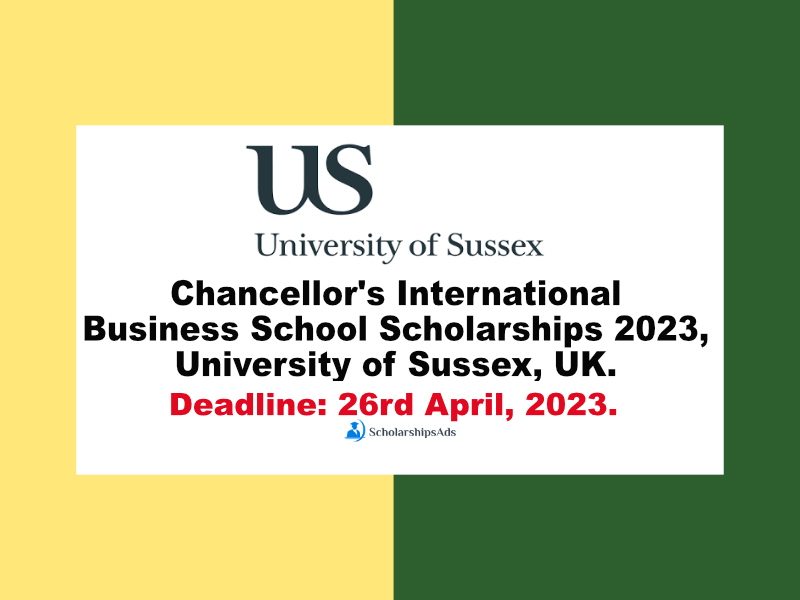 US
University of Sussex
Chancellor's International
Business School Scholarships 2023,
University of Sussex, UK.
Deadline: 26rd April, 2023.
ScholarshipsAds